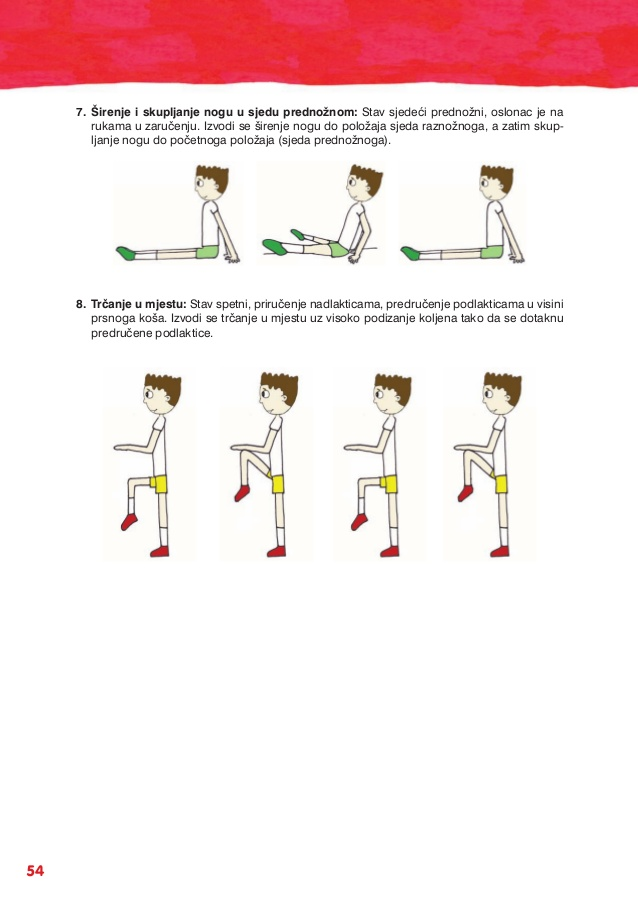 7. Širenje i skupljanje nogu u sjedu prednožnom: Stav sjedeći prednožni, oslonac je na
rukama u zaručenju. Izvodi se širenje nogu do položaja sjeda raznožnoga, a zatim skup-
ljanje nogu do početnoga položaja (sjeda prednožnoga).
8. Trčanje u mjestu: Stav spetni, priručenje nadlakticama, predručenje podlakticama u visini
prsnoga koša. Izvodi se trčanje u mjestu uz visoko podizanje koljena tako da se dotaknu
predručene podlaktice.
54